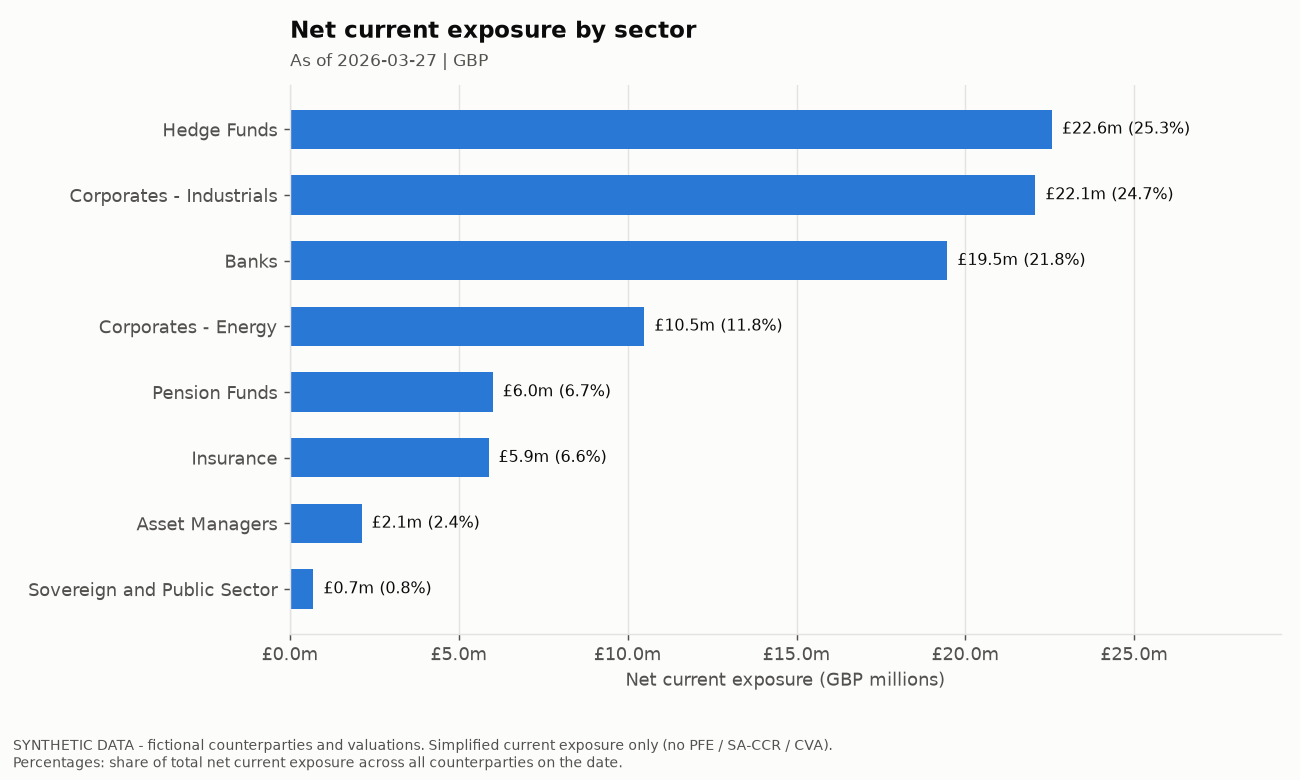 Net current exposure by sector
As of 2026-03-27 | GBP
Hedge Funds £22.6m (25.3%)
Corporates - Industrials £22.1m (24.7%)
Banks £19.5m (21.8%)
Corporates - Energy £10.5m (11.8%)
Pension Funds £6.0m (6.7%)
Insurance £5.9m (6.6%)
Asset Managers £2.1m (2.4%)
Sovereign and Public Sector £0.7m (0.8%)
£0.0m £5.0m £10.0m £15.0m £20.0m £25.0m
Net current exposure (GBP millions)
SYNTHETIC DATA - fictional counterparties and valuations. Simplified current exposure only (no PFE / SA-CCR / CVA).
Percentages: share of total net current exposure across all counterparties on the date.